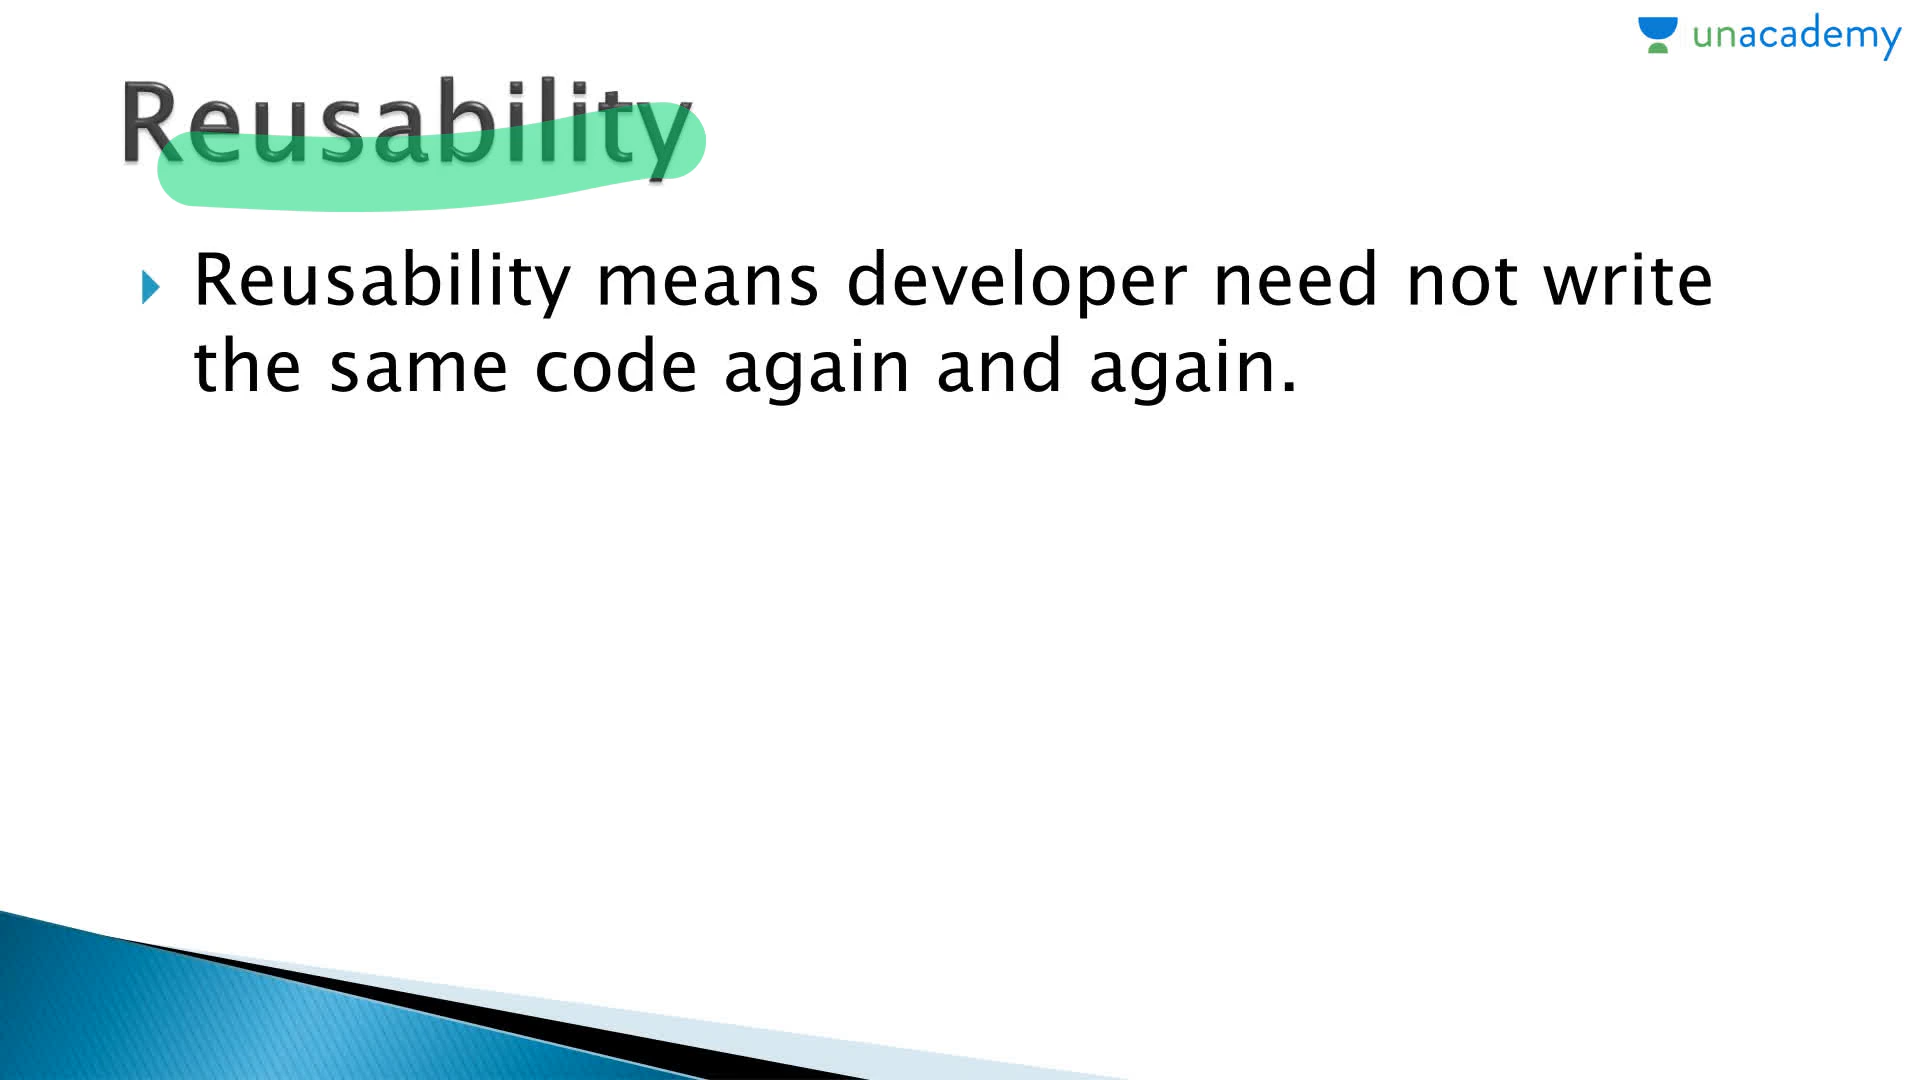 unacademy
Reusability
Reusability means developer need not write
the same code again and again.